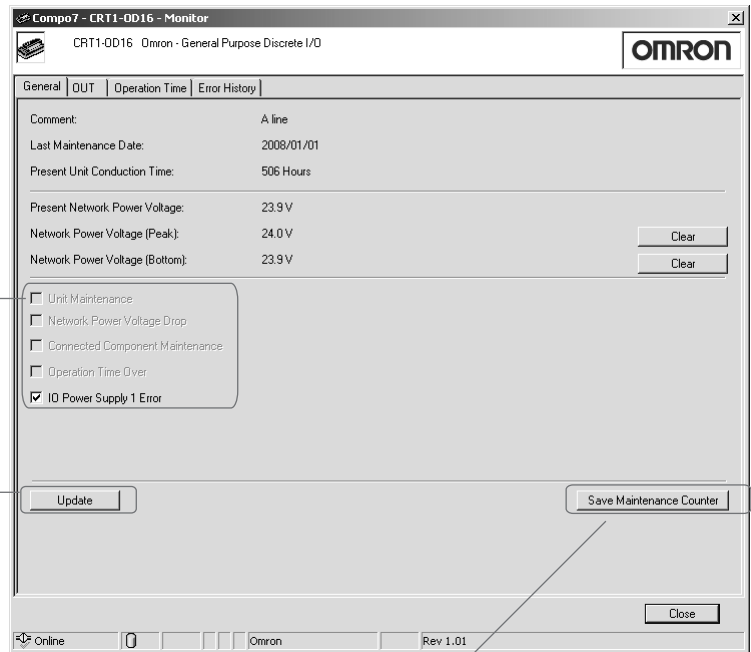 Compo7 - CRT1-OD16 - Monitor
CRT1-OD16 Omron - General Purpose Discrete I/O
OMRON
General OUT Operation Time Error History
Comment: A line
Last Maintenance Date: 2008/01/01
Present Unit Conduction Time: 506 Hours
Present Network Power Voltage: 23.9 V
Network Power Voltage (Peak): 24.0 V Clear
Network Power Voltage (Bottom): 23.9 V Clear
Unit Maintenance
Network Power Voltage Drop
Connected Component Maintenance
Operation Time Over
IO Power Supply 1 Error
Update Save Maintenance Counter
Close
Online Omron Rev 1.01